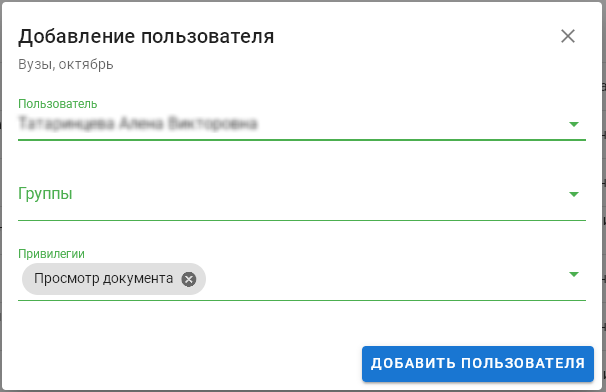 Добавление пользователя
Вузы, октябрь
Пользователь
Группы
Привилегии
Просмотр документа
ДОБАВИТЬ ПОЛЬЗОВАТЕЛЯ